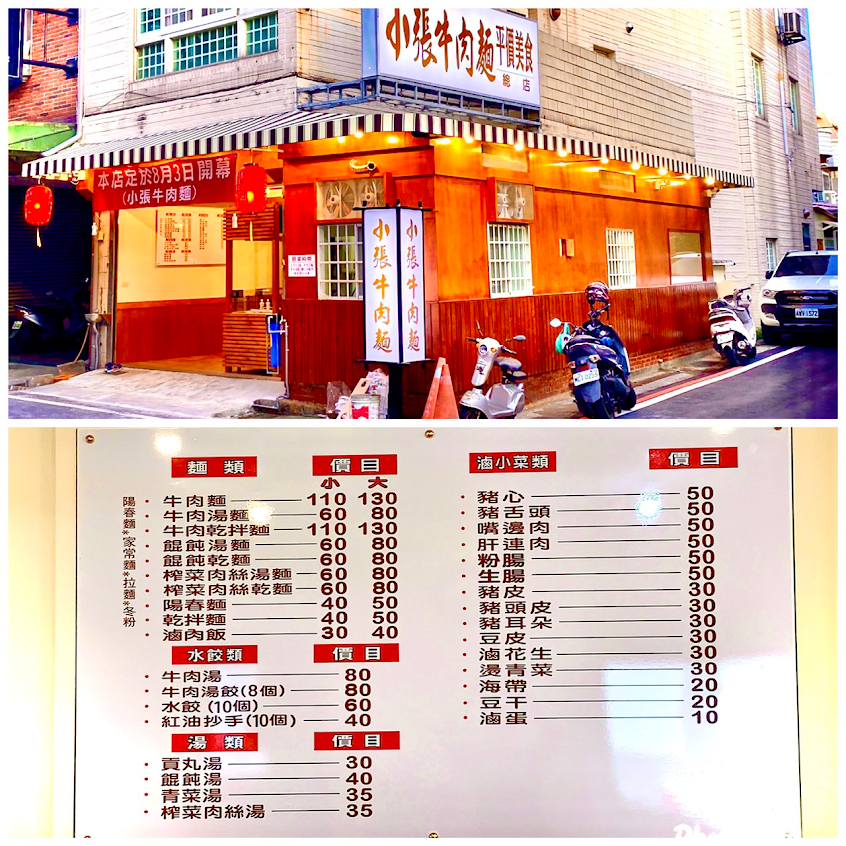 小張牛肉麵 平價美食
總店
本店定於8月3日開幕
(小張牛肉麵)
小張牛肉麵
小張牛肉麵
麵類 價目
小 大
陽春麵*家常麵*拉麵*冬粉
・牛肉麵 110 130
・牛肉湯麵 60 80
・牛肉乾拌麵 110 130
・餛飩湯麵 60 80
・餛飩乾麵 60 80
・榨菜肉絲湯麵 60 80
・榨菜肉絲乾麵 60 80
・陽春麵 40 50
・乾拌麵 40 50
・滷肉飯 30 40
水餃類 價目
・牛肉湯 80
・牛肉湯餃(8個) 80
・水餃(10個) 60
・紅油抄手(10個) 40
湯類 價目
・貢丸湯 30
・餛飩湯 40
・青菜湯 35
・榨菜肉絲湯 35
滷小菜類 價目
・豬心 50
・豬舌頭 50
・嘴邊肉 50
・肝連肉 50
・粉腸 50
・生腸 50
・豬皮 30
・豬頭皮 30
・豬耳朵 30
・豆皮 30
・滷花生 30
・燙青菜 30
・海帶 20
・豆干 20
・滷蛋 10